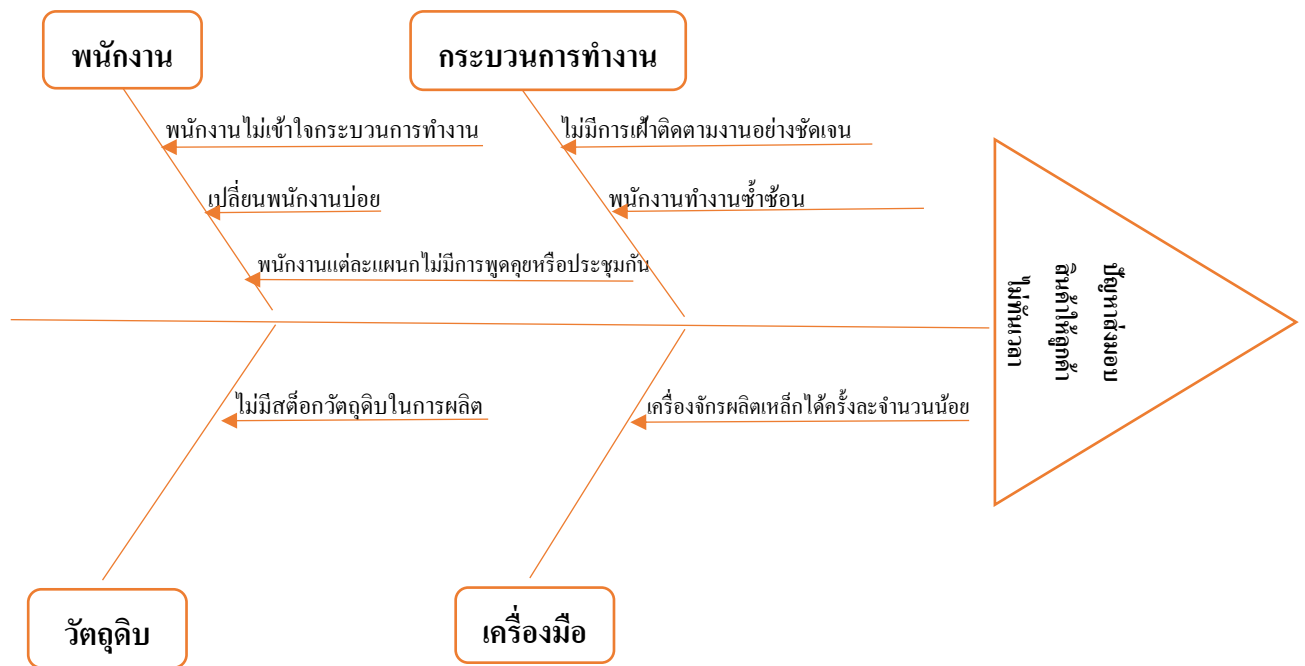 พนักงาน
กระบวนการทำงาน
พนักงานไม่เข้าใจกระบวนการทำงาน
ไม่มีการเฝ้าติดตามงานอย่างชัดเจน
เปลี่ยนพนักงานบ่อย
พนักงานทำงานซ้ำซ้อน
พนักงานแต่ละแผนกไม่มีการพูดคุยหรือประชุมกัน
ปัญหาส่งมอบ
สินค้าให้ลูกค้า
ไม่ทันเวลา
ไม่มีสต็อกวัตถุดิบในการผลิต
เครื่องจักรผลิตเหล็กได้ครั้งละจำนวนน้อย
วัตถุดิบ
เครื่องมือ